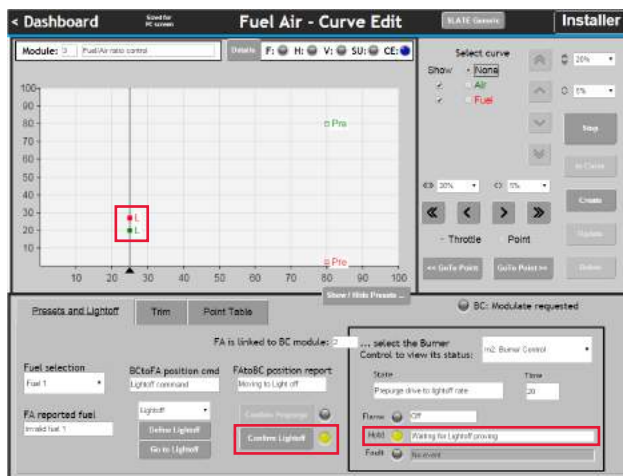 < Dashboard
Sized for
PC screen
Fuel Air - Curve Edit
SLATE Generic
Installer
Module: 3
Fuel/Air ratio control
Details
F:
H:
V:
SU:
CE:
Select curve
Show
None
Air
Fuel
20%
5%
Stop
Create
Update
Delete
20%
5%
Throttle
Point
<< GoTo Point
GoTo Point >>
100
90
80
70
60
50
40
30
20
10
Pre
L
L
Pre
10 20 30 40 50 60 70 80 90 100
Show / Hide Presets ...
Presets and Lightoff
Trim
Point Table
BC: Modulate requested
FA is linked to BC module: 2
... select the Burner
Control to view its status:
m2: Burner Control
Fuel selection
Fuel 1
BCtoFA position cmd
Lightoff command
FAtoBC position report
Moving to Light off
State
Prepurge drive to lightoff rate
Time
28
FA reported fuel
Invalid fuel 1
Lightoff
Define Lightoff
Go to Lightoff
Confirm Prepurge
Confirm Lightoff
Flame
Off
Hold
Waiting for Lightoff proving
Fault
No event